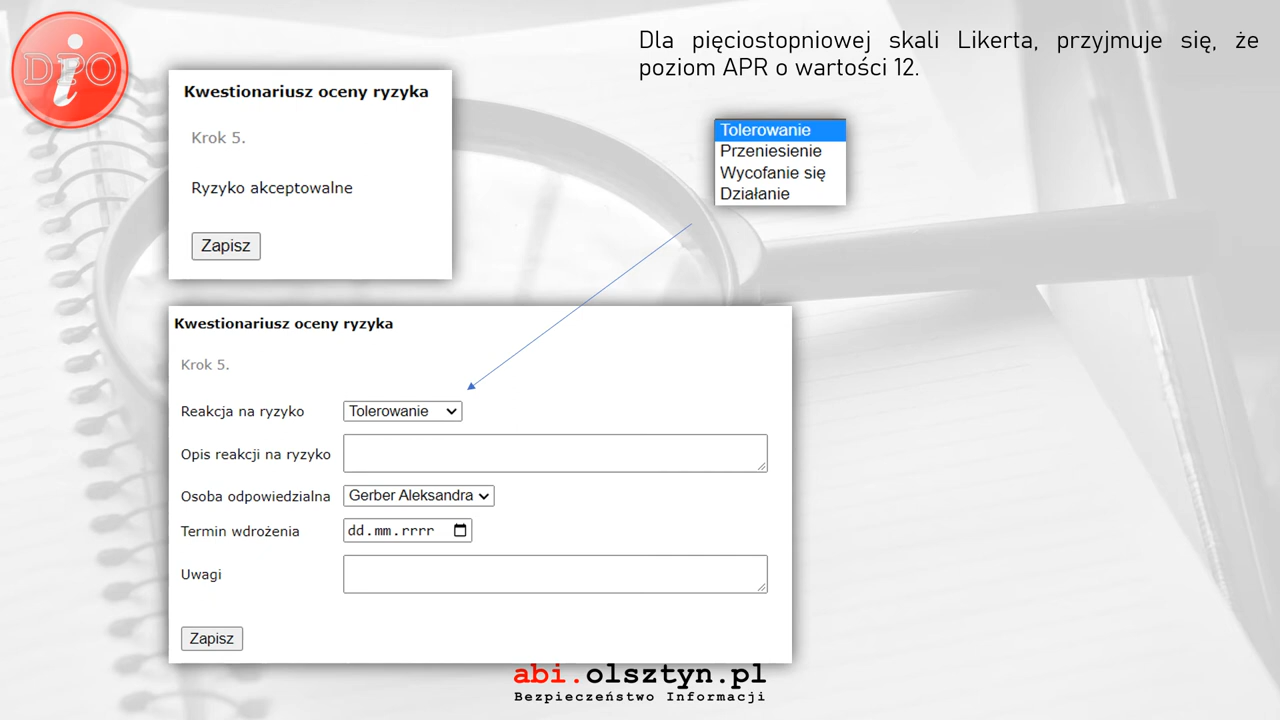 DPO
i
Dla pięciostopniowej skali Likerta, przyjmuje się, że
poziom APR o wartości 12.
Kwestionariusz oceny ryzyka
Krok 5.
Ryzyko akceptowalne
Zapisz
Tolerowanie
Przeniesienie
Wycofanie się
Działanie
Kwestionariusz oceny ryzyka
Krok 5.
Reakcja na ryzyko Tolerowanie
Opis reakcji na ryzyko
Osoba odpowiedzialna Gerber Aleksandra
Termin wdrożenia dd.mm.rrrr
Uwagi
Zapisz
abi.olsztyn.pl
Bezpieczeństwo Informacji